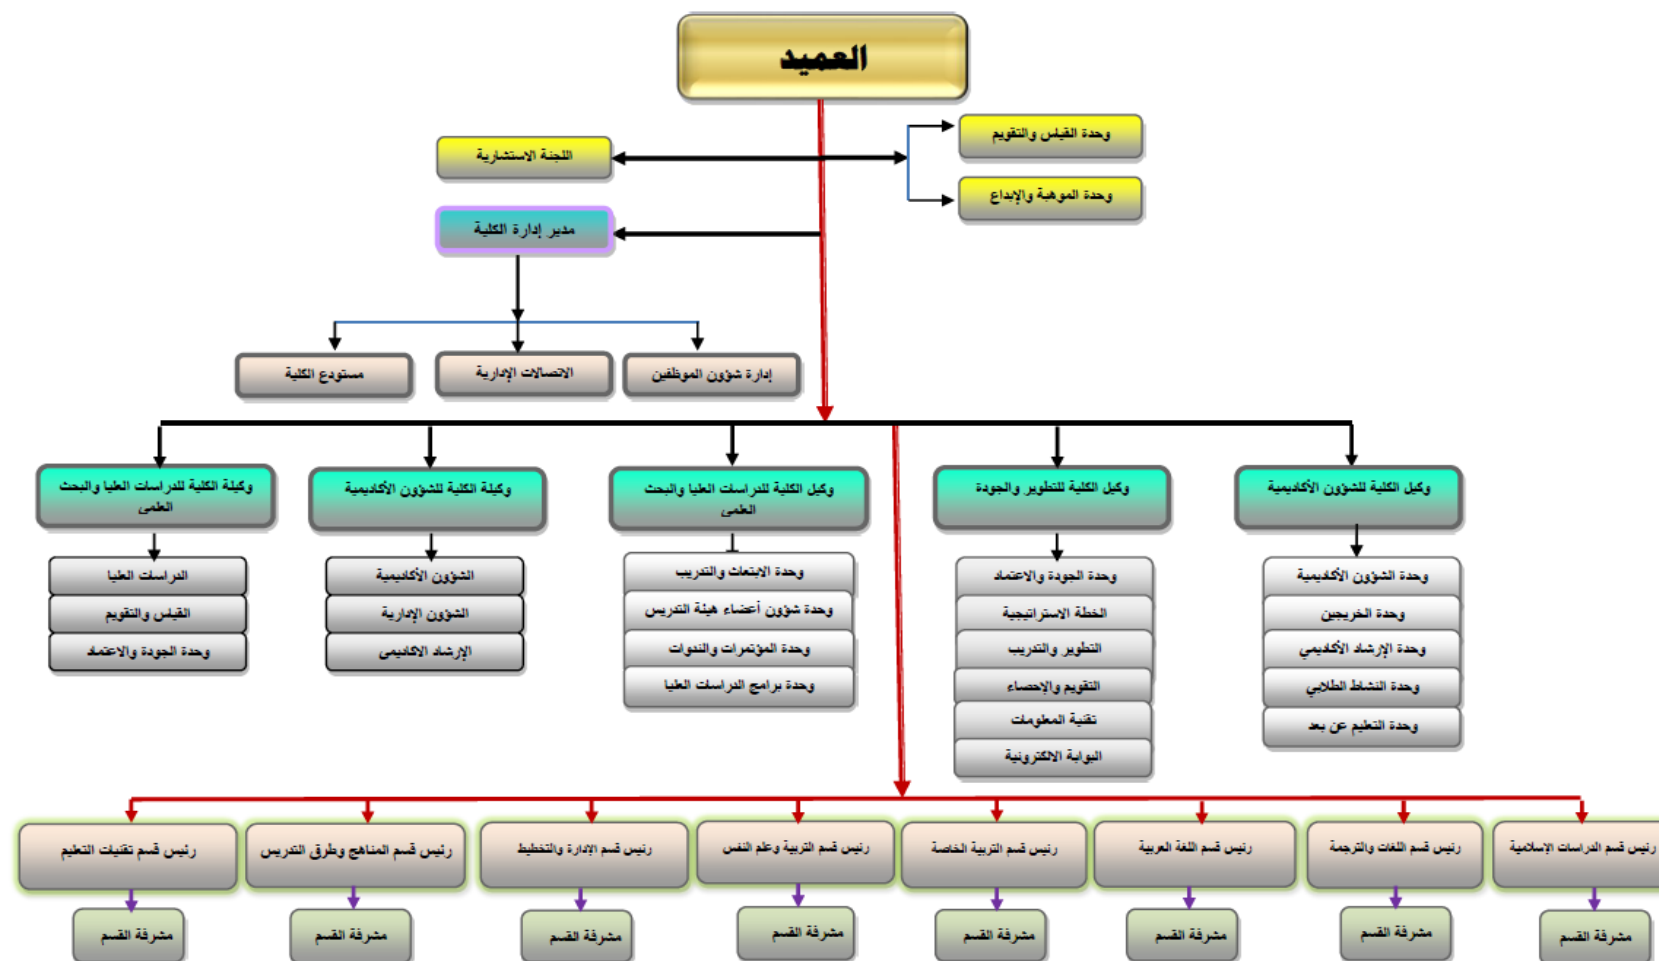 العميد
وحدة القياس والتقويم
اللجنة الاستشارية
وحدة الموهبة والإبداع
مدير إدارة الكلية
إدارة شؤون الموظفين
الاتصالات الإدارية
مستودع الكلية
وكيل الكلية للشؤون الأكاديمية
وحدة الشؤون الأكاديمية
وحدة الخريجين
وحدة الإرشاد الأكاديمي
وحدة النشاط الطلابي
وحدة التعليم عن بعد
وكيل الكلية للتطوير والجودة
وحدة الجودة والاعتماد
الخطة الاستراتيجية
التطوير والتدريب
التقويم والإحصاء
تقنية المعلومات
البوابة الالكترونية
وكيل الكلية للدراسات العليا والبحث
العلمى
وحدة الابتعاث والتدريب
وحدة شؤون أعضاء هيئة التدريس
وحدة المؤتمرات والندوات
وحدة برامج الدراسات العليا
وكيلة الكلية للشؤون الأكاديمية
الشؤون الأكاديمية
الشؤون الإدارية
الإرشاد الاكاديمى
وكيلة الكلية للدراسات العليا والبحث
العلمى
الدراسات العليا
القياس والتقويم
وحدة الجودة والاعتماد
رئيس قسم الدراسات الإسلامية
رئيس قسم اللغات والترجمة
رئيس قسم اللغة العربية
رئيس قسم التربية الخاصة
رئيس قسم التربية وعلم النفس
رئيس قسم الإدارة والتخطيط
رئيس قسم المناهج وطرق التدريس
رئيس قسم تقنيات التعليم
مشرفة القسم
مشرفة القسم
مشرفة القسم
مشرفة القسم
مشرفة القسم
مشرفة القسم
مشرفة القسم
مشرفة القسم